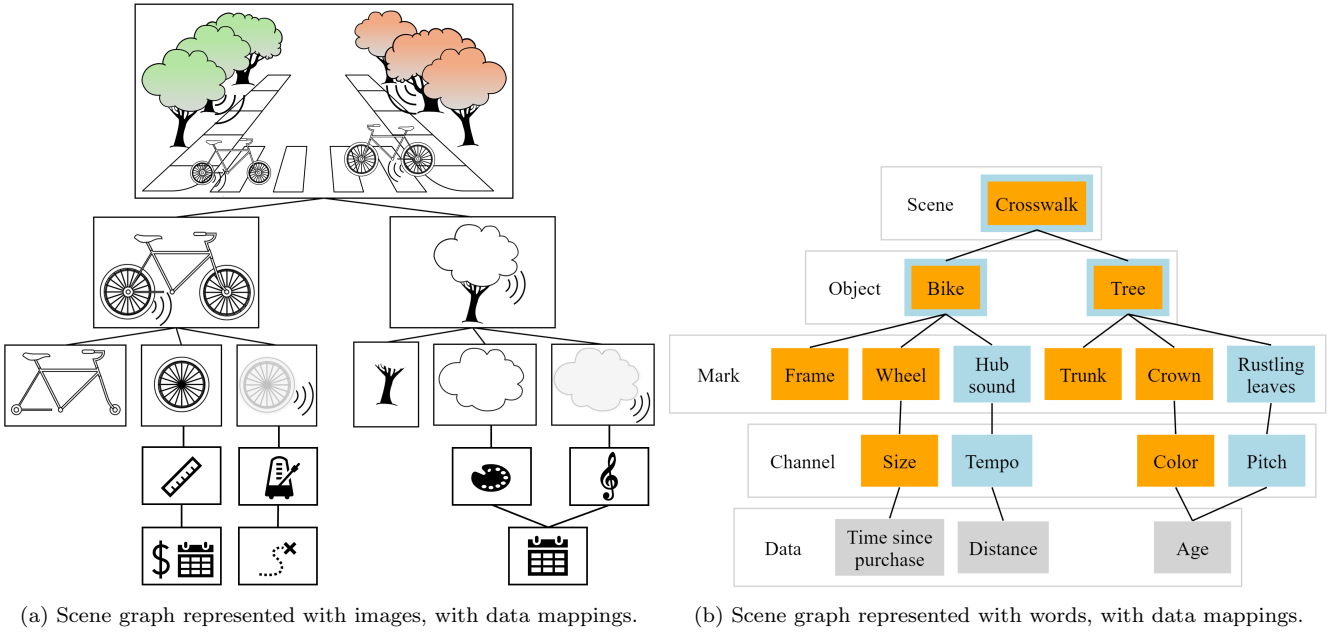 Scene
Crosswalk
Object
Bike
Tree
Mark
Frame
Wheel
Hub
sound
Trunk
Crown
Rustling
leaves
Channel
Size
Tempo
Color
Pitch
Data
Time since
purchase
Distance
Age
$
(a) Scene graph represented with images, with data mappings.
(b) Scene graph represented with words, with data mappings.